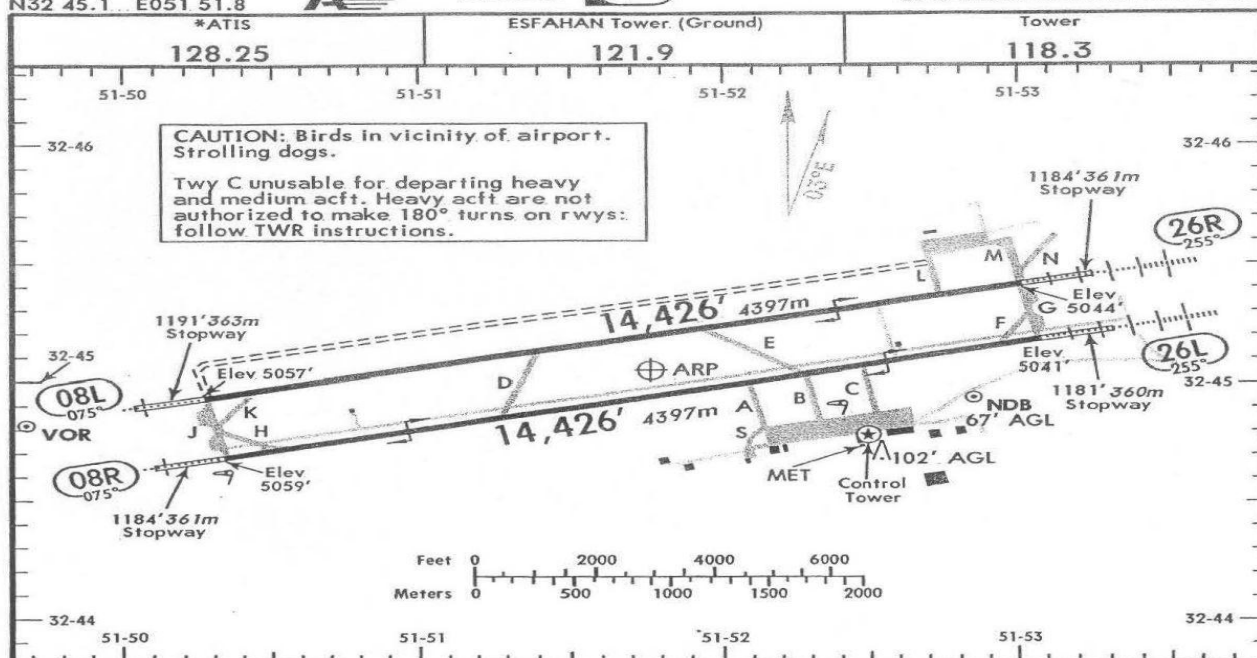 N32 45.1 E051 51.8
*ATIS
128.25
ESFAHAN Tower (Ground)
121.9
Tower
118.3
51-50
51-51
51-52
51-53
CAUTION: Birds in vicinity of airport.
Strolling dogs.
Twy C unusable for departing heavy
and medium acft. Heavy acft are not
authorized to make 180° turns on rwys:
follow TWR instructions.
32-46
32-46
03°E
1184' 361m
Stopway
26R
255°
M
N
L
Elev
5044'
G
F
14,426' 4397m
1191' 363m
Stopway
32-45
Elev 5057'
E
ARP
Elev
5041'
26L
255°
32-45
08L
075°
K
D
1181' 360m
Stopway
VOR
J
H
A
B
C
NDB
67' AGL
14,426' 4397m
S
08R
075°
Elev
5059'
102' AGL
MET
Control
Tower
1184' 361m
Stopway
Feet 0 2000 4000 6000
Meters 0 500 1000 1500 2000
32-44
32-44
51-50
51-51
51-52
51-53